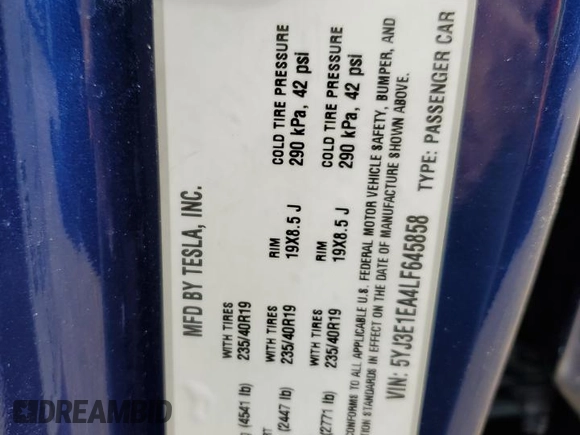 MFD BY TESLA, INC.
(4541 lb)
WITH TIRES
235/40R19
(2447 lb)
WITH TIRES
235/40R19
RIM
19X8.5 J
COLD TIRE PRESSURE
290 kPa, 42 psi
(2771 lb)
WITH TIRES
235/40R19
RIM
19X8.5 J
COLD TIRE PRESSURE
290 kPa, 42 psi
CONFORMS TO ALL APPLICABLE U.S. FEDERAL MOTOR VEHICLE SAFETY, BUMPER, AND
STANDARDS IN EFFECT ON THE DATE OF MANUFACTURE SHOWN ABOVE.
VIN: 5YJ3E1EA4LF645858 TYPE: PASSENGER CAR
DREAMBID